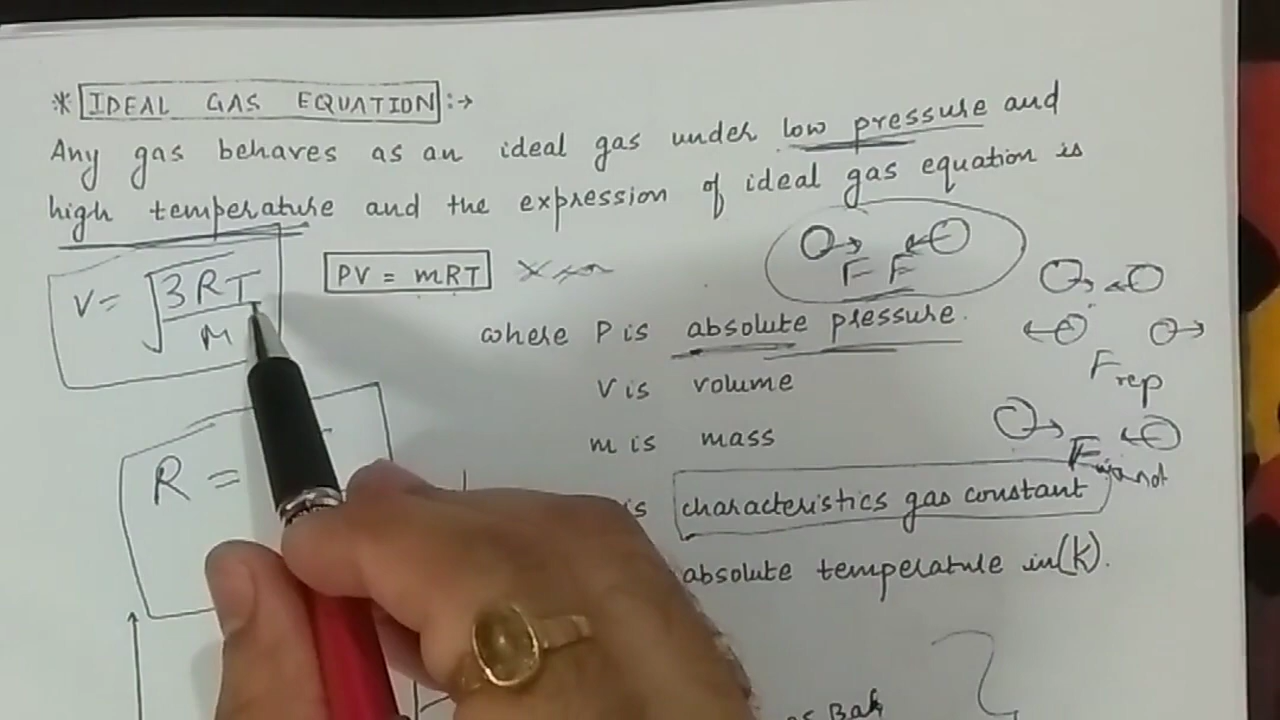 * IDEAL GAS EQUATION :→
Any gas behaves as an ideal gas under low pressure and
high temperature and the expression of ideal gas equation is
V = √3RT/M
PV = mRT
F F
where P is absolute pressure.
V is volume
Frep
m is mass
F
R =
is characteristics gas constant
absolute temperature in(K).